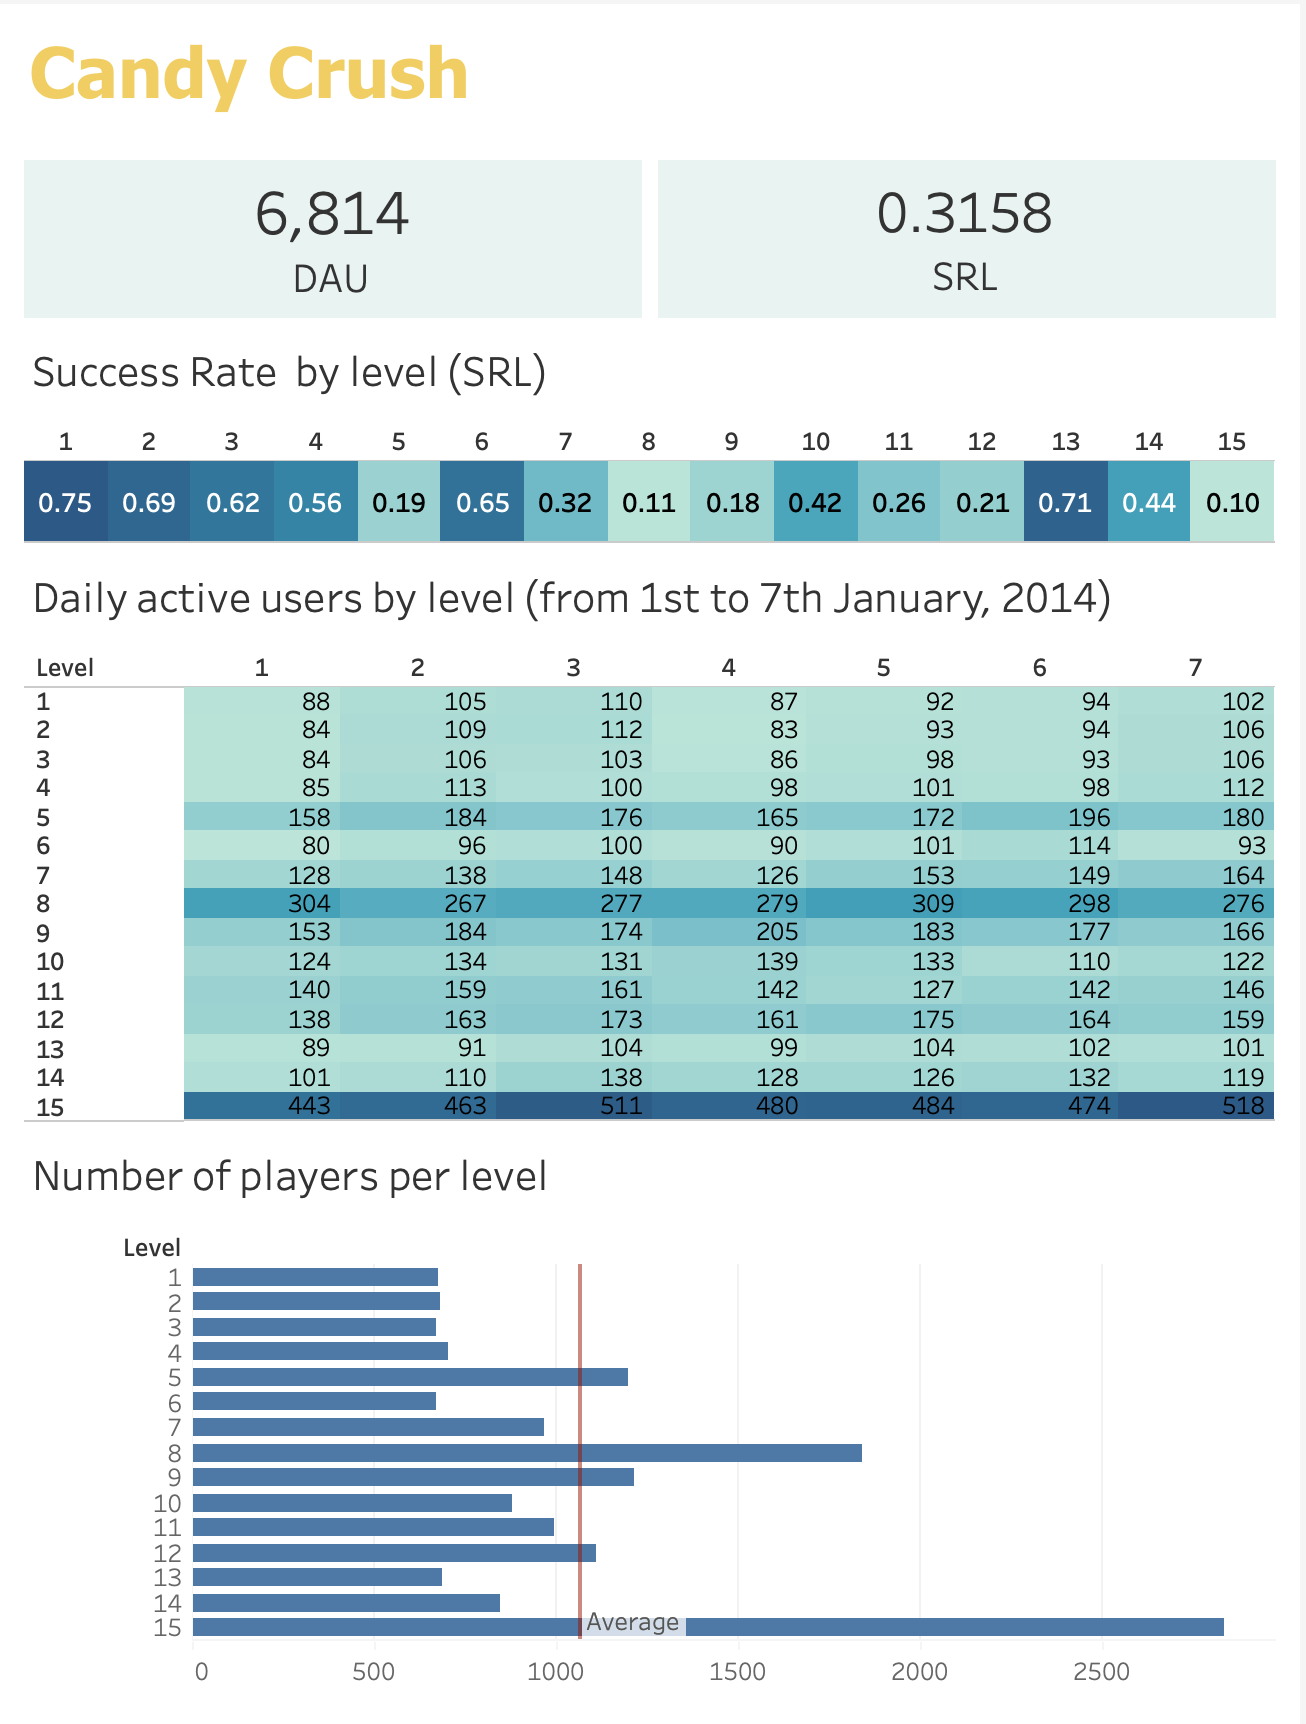 Candy Crush
6,814
DAU
0.3158
SRL
Success Rate  by level (SRL)
1 2 3 4 5 6 7 8 9 10 11 12 13 14 15
0.75 0.69 0.62 0.56 0.19 0.65 0.32 0.11 0.18 0.42 0.26 0.21 0.71 0.44 0.10
Daily active users by level (from 1st to 7th January, 2014)
Level 1 2 3 4 5 6 7
1 88 105 110 87 92 94 102
2 84 109 112 83 93 94 106
3 84 106 103 86 98 93 106
4 85 113 100 98 101 98 112
5 158 184 176 165 172 196 180
6 80 96 100 90 101 114 93
7 128 138 148 126 153 149 164
8 304 267 277 279 309 298 276
9 153 184 174 205 183 177 166
10 124 134 131 139 133 110 122
11 140 159 161 142 127 142 146
12 138 163 173 161 175 164 159
13 89 91 104 99 104 102 101
14 101 110 138 128 126 132 119
15 443 463 511 480 484 474 518
Number of players per level
Level
1
2
3
4
5
6
7
8
9
10
11
12
13
14
15 Average
0 500 1000 1500 2000 2500